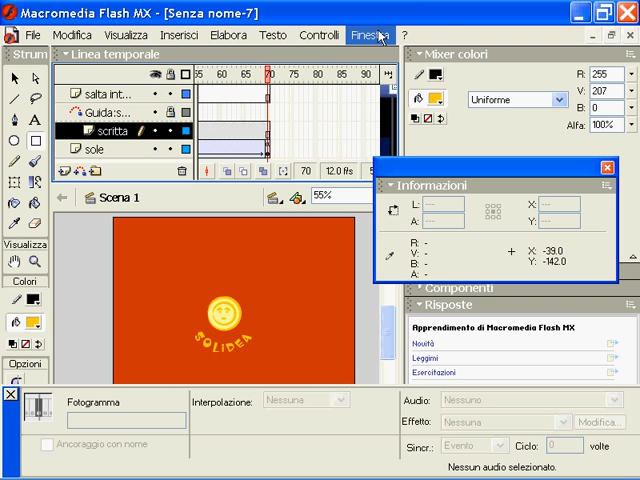 Macromedia Flash MX - [Senza nome-7]
File Modifica Visualizza Inserisci Elabora Testo Controlli Finestra ?
Strum
Linea temporale
Mixer colori
65 70 75 80 85 90
salta int...
Guida:s...
scritta
sole
70 12.0 f/s
Uniforme
R: 255
V: 207
B: 0
Alfa: 100%
Scena 1
55%
Informazioni
L: ---
A: ---
X: ---
Y: ---
R: -
V: -
B: -
A: -
X: -39.0
Y: -142.0
Visualizza
Colori
Opzioni
SOLIDEA
Componenti
Risposte
Apprendimento di Macromedia Flash MX
Novità
Leggimi
Esercitazioni
Fotogramma
Ancoraggio con nome
Interpolazione: Nessuna
Audio: Nessuno
Effetto: Nessuna Modifica...
Sincr.: Evento Ciclo: 0 volte
Nessun audio selezionato.